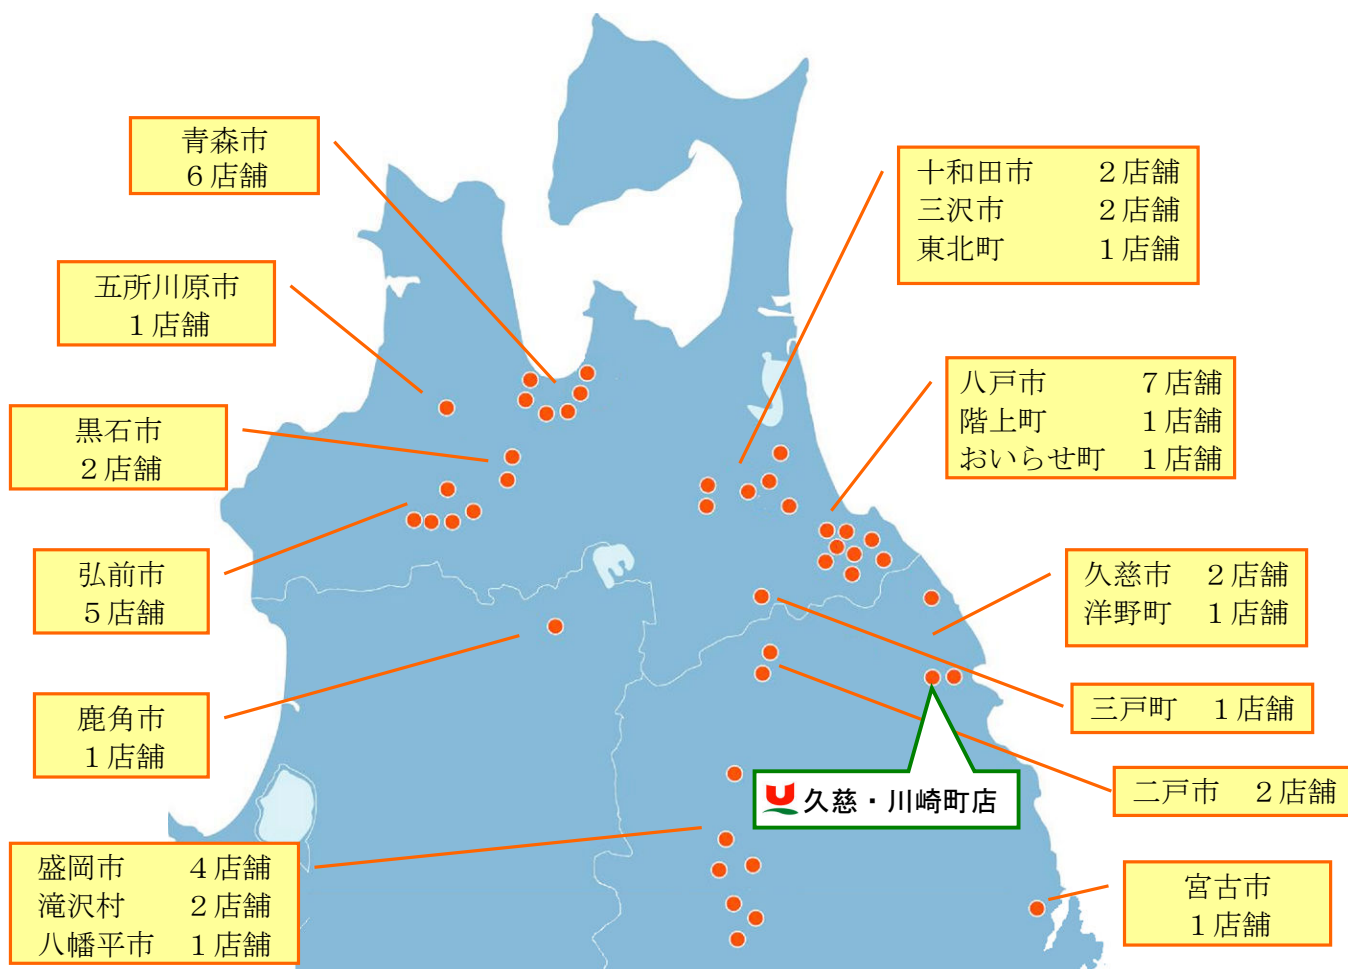 青森市
６店舗
五所川原市
１店舗
黒石市
２店舗
弘前市
５店舗
鹿角市
１店舗
盛岡市　４店舗
滝沢村　２店舗
八幡平市　１店舗
十和田市　２店舗
三沢市　２店舗
東北町　１店舗
八戸市　７店舗
階上町　１店舗
おいらせ町　１店舗
久慈市　２店舗
洋野町　１店舗
三戸町　１店舗
二戸市　２店舗
久慈・川崎町店
宮古市
１店舗